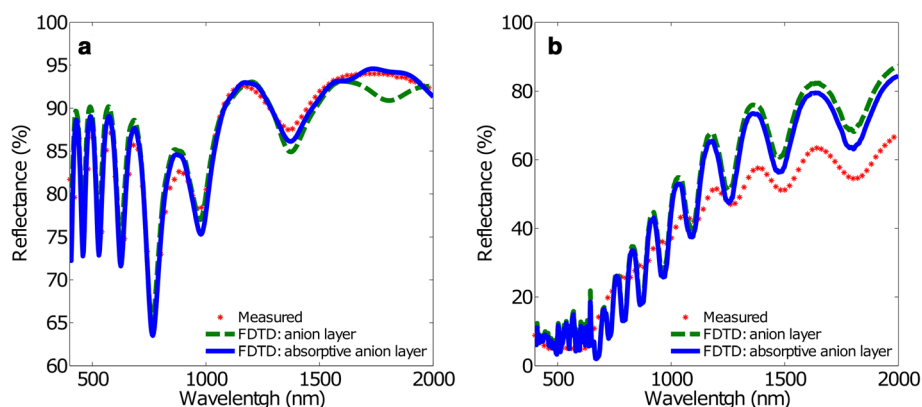 a
100
95
90
85
80
75
70
65
60
Reflectance (%)
500
1000
1500
2000
Wavelentgh (nm)
Measured
FDTD: anion layer
FDTD: absorptive anion layer
b
100
80
60
40
20
0
Reflectance (%)
500
1000
1500
2000
Wavelentgh (nm)
Measured
FDTD: anion layer
FDTD: absorptive anion layer